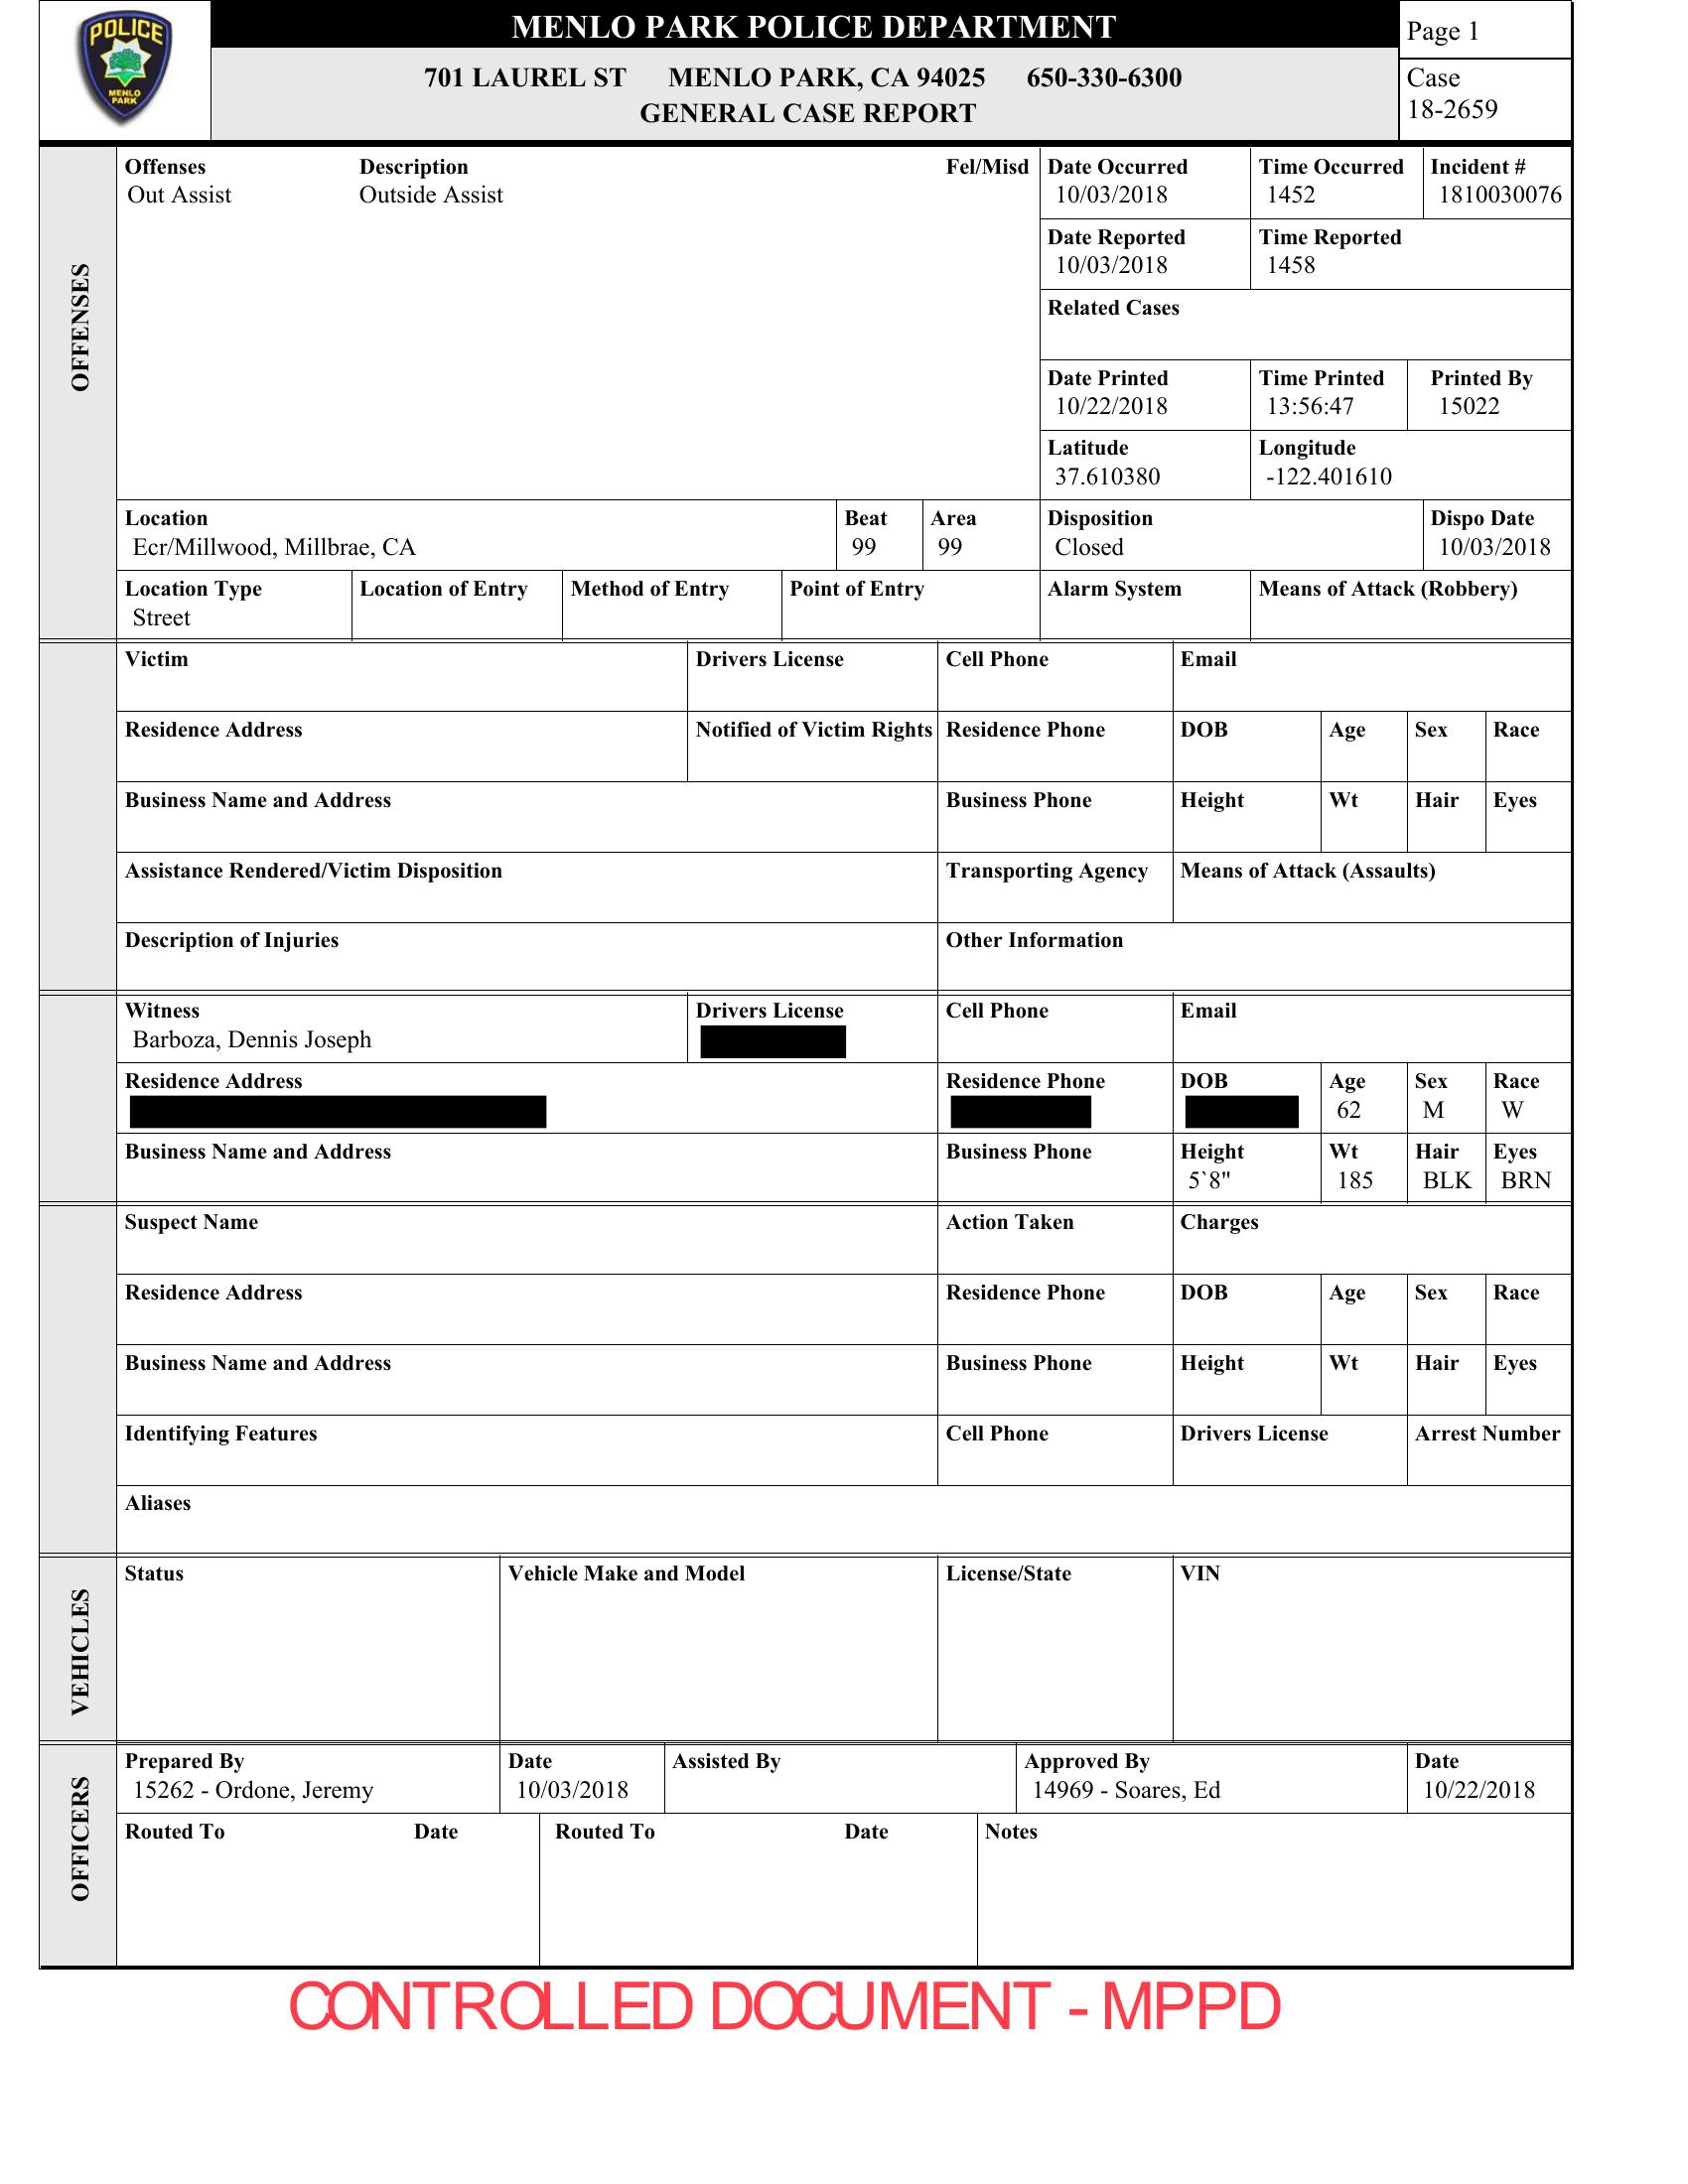 POLICE
MENLO
PARK
MENLO PARK POLICE DEPARTMENT
701 LAUREL ST MENLO PARK, CA 94025 650-330-6300
GENERAL CASE REPORT
Page 1
Case
18-2659
OFFENSES
Offenses Description Fel/Misd Date Occurred Time Occurred Incident #
Out Assist Outside Assist 10/03/2018 1452 1810030076
Date Reported Time Reported
10/03/2018 1458
Related Cases
Date Printed Time Printed Printed By
10/22/2018 13:56:47 15022
Latitude Longitude
37.610380 -122.401610
Location Beat Area Disposition Dispo Date
Ecr/Millwood, Millbrae, CA 99 99 Closed 10/03/2018
Location Type Location of Entry Method of Entry Point of Entry Alarm System Means of Attack (Robbery)
Street
Victim Drivers License Cell Phone Email
Residence Address Notified of Victim Rights Residence Phone DOB Age Sex Race
Business Name and Address Business Phone Height Wt Hair Eyes
Assistance Rendered/Victim Disposition Transporting Agency Means of Attack (Assaults)
Description of Injuries Other Information
Witness Drivers License Cell Phone Email
Barboza, Dennis Joseph
Residence Address Residence Phone DOB Age Sex Race
62 M W
Business Name and Address Business Phone Height Wt Hair Eyes
5`8" 185 BLK BRN
Suspect Name Action Taken Charges
Residence Address Residence Phone DOB Age Sex Race
Business Name and Address Business Phone Height Wt Hair Eyes
Identifying Features Cell Phone Drivers License Arrest Number
Aliases
VEHICLES
Status Vehicle Make and Model License/State VIN
OFFICERS
Prepared By Date Assisted By Approved By Date
15262 - Ordone, Jeremy 10/03/2018 14969 - Soares, Ed 10/22/2018
Routed To Date Routed To Date Notes
CONTROLLED DOCUMENT - MPPD